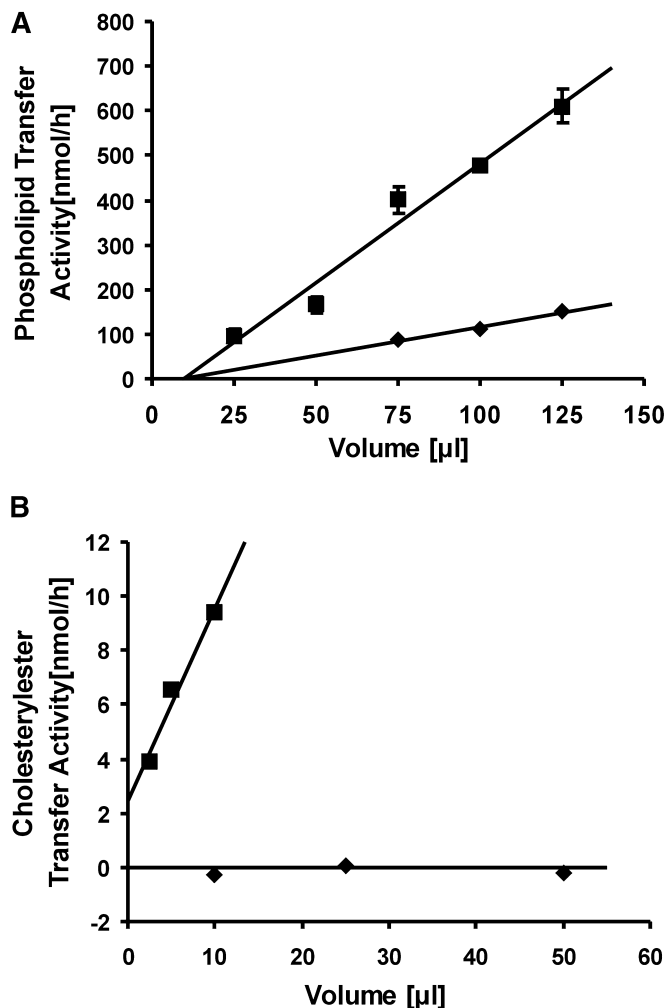 A
Phospholipid Transfer
Activity[nmol/h]
800
700
600
500
400
300
200
100
0
0 25 50 75 100 125 150
Volume [µl]
B
Cholesterylester
Transfer Activity[nmol/h]
12
10
8
6
4
2
0
-2
0 10 20 30 40 50 60
Volume [µl]